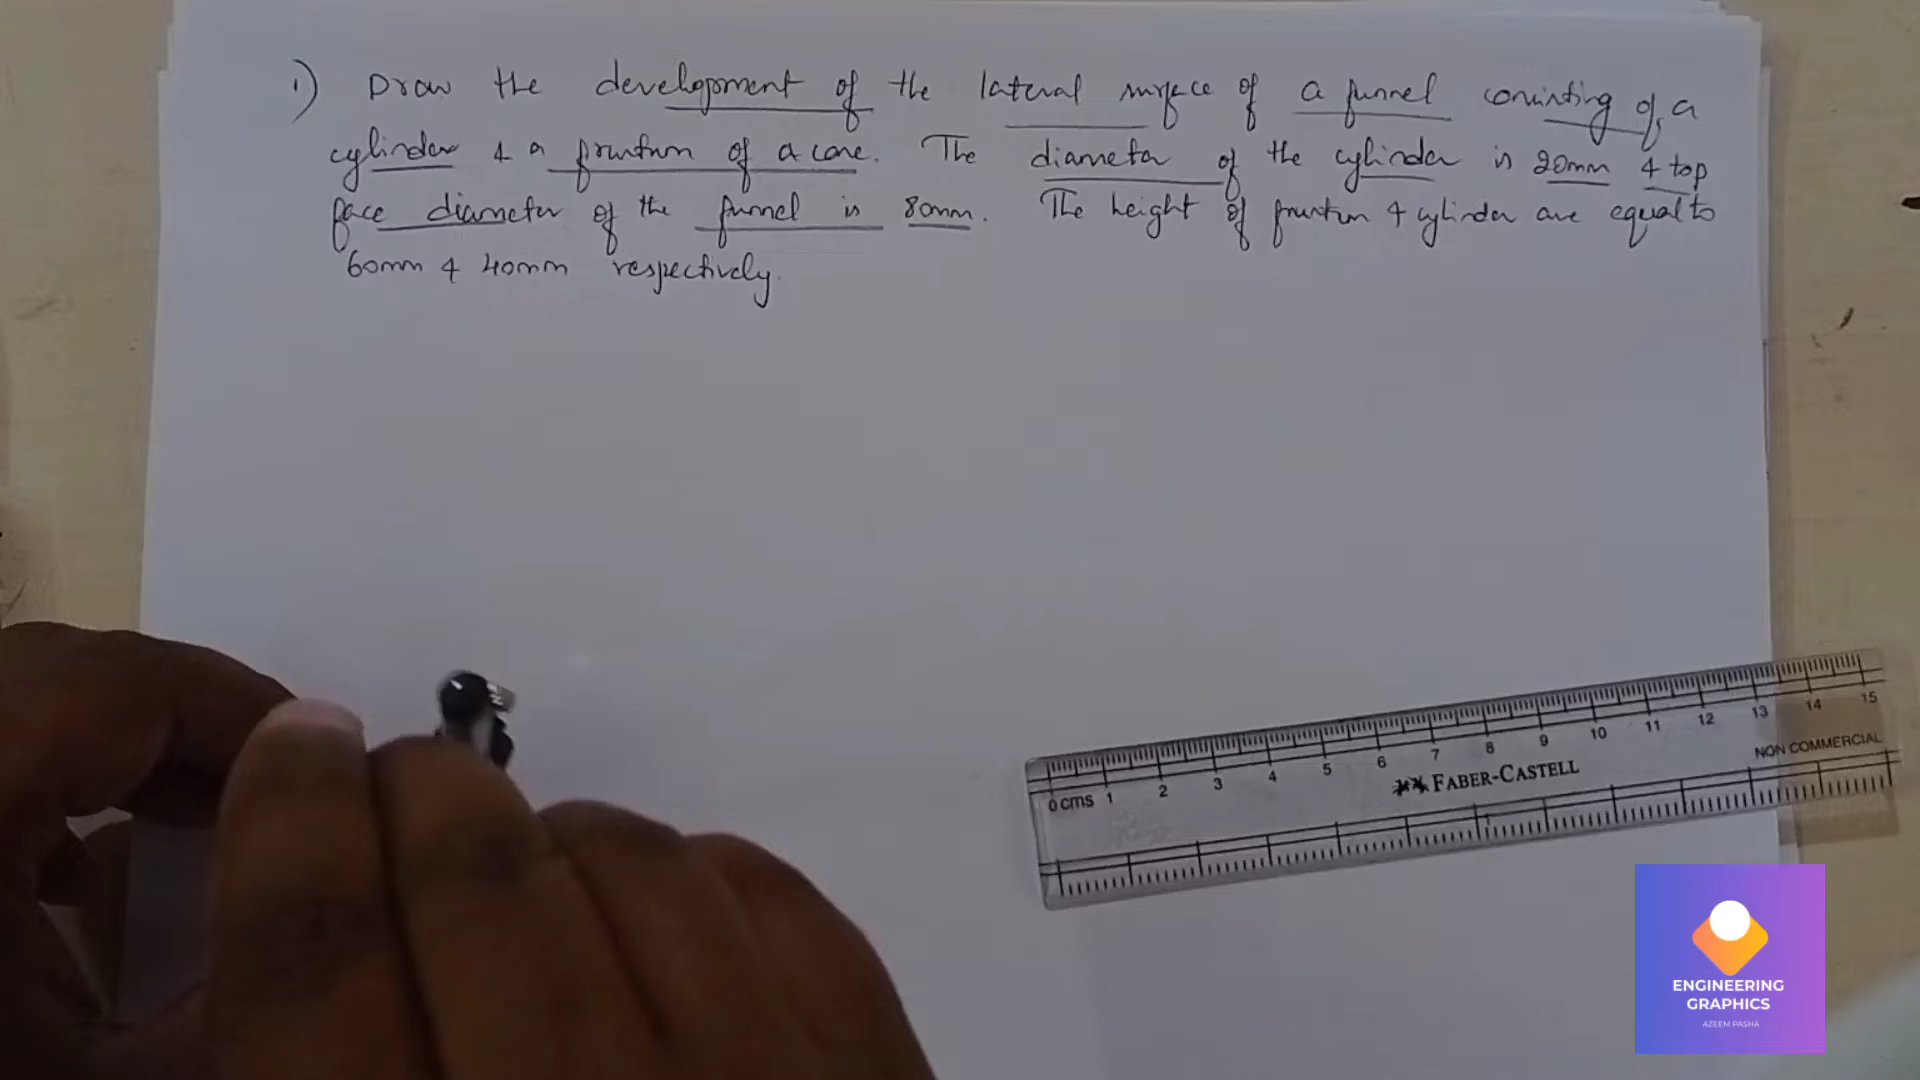 1) Draw the development of the lateral surface of a funnel consisting of a
cylinder & a frustum of a cone. The diameter of the cylinder is 20mm & top
face diameter of the funnel is 80mm. The height of frustum & cylinder are equal to
60mm & 40mm respectively.
0 cms 1 2 3 4 5 6 7 8 9 10 11 12 13 14 15
FABER-CASTELL
NON COMMERCIAL
ENGINEERING
GRAPHICS
AZEEM PASHA